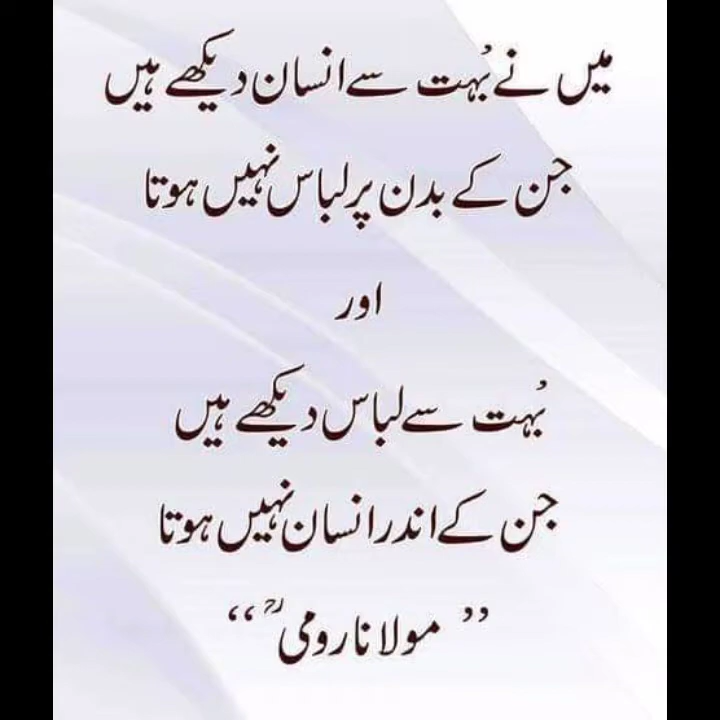 میں نے بُہت سے انسان دیکھے ہیں
جن کے بدن پر لباس نہیں ہوتا
اور
بُہت سے لباس دیکھے ہیں
جن کے اندر انسان نہیں ہوتا
” مولانا رومیؒ “